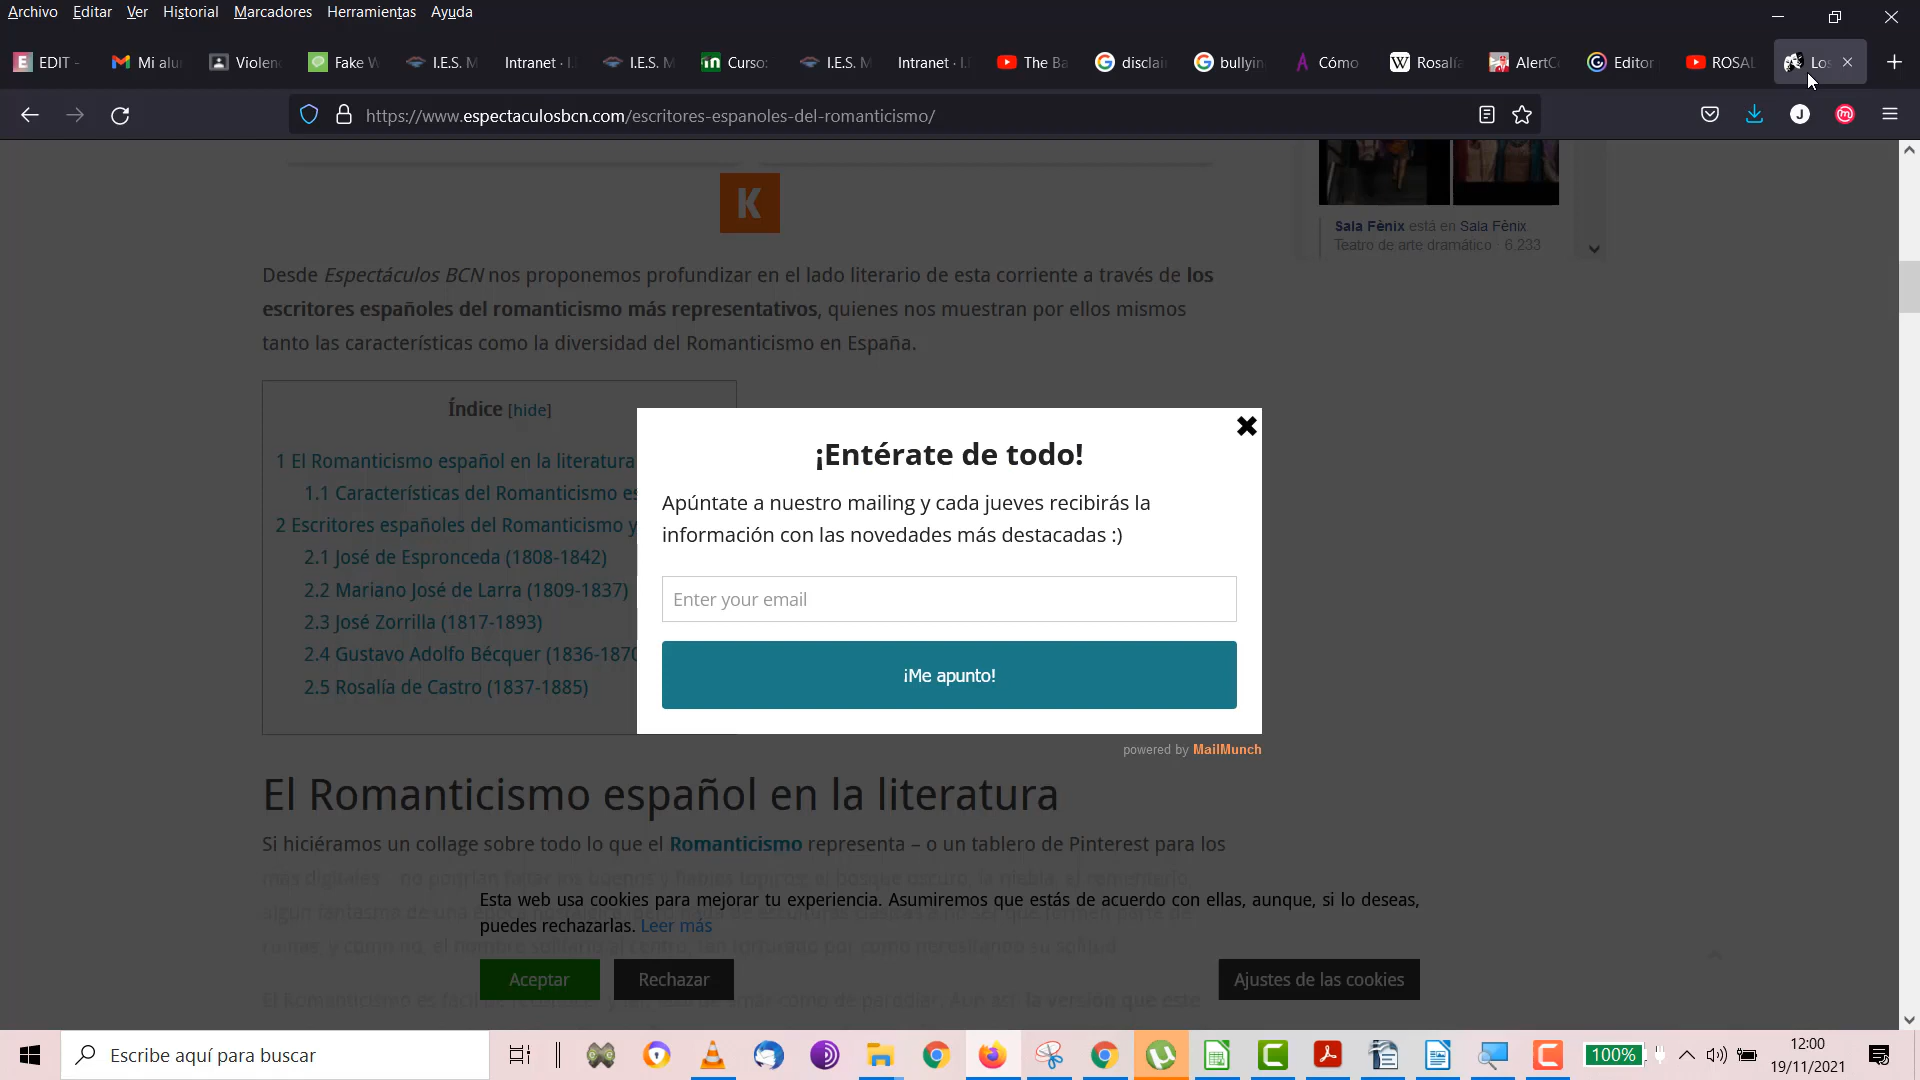 Archivo Editar Ver Historial Marcadores Herramientas Ayuda
EDIT - Mi alu Violenc Fake W I.E.S. M Intranet · I. I.E.S. M Curso: I.E.S. M Intranet · I. The Ba disclai bullyin Cómo Rosalía AlertC Editor ROSAL Los
https://www.espectaculosbcn.com/escritores-espanoles-del-romanticismo/
K
Sala Fènix está en Sala Fènix
Teatro de arte dramático · 6.233
Desde Espectáculos BCN nos proponemos profundizar en el lado literario de esta corriente a través de los
escritores españoles del romanticismo más representativos, quienes nos muestran por ellos mismos
tanto las características como la diversidad del Romanticismo en España.
Índice [hide]
1 El Romanticismo español en la literatura
1.1 Características del Romanticismo es
2 Escritores españoles del Romanticismo y
2.1 José de Espronceda (1808-1842)
2.2 Mariano José de Larra (1809-1837)
2.3 José Zorrilla (1817-1893)
2.4 Gustavo Adolfo Bécquer (1836-1870
2.5 Rosalía de Castro (1837-1885)
¡Entérate de todo!
Apúntate a nuestro mailing y cada jueves recibirás la
información con las novedades más destacadas :)
Enter your email
¡Me apunto!
powered by MailMunch
El Romanticismo español en la literatura
Si hiciéramos un collage sobre todo lo que el Romanticismo representa – o un tablero de Pinterest para los
Esta web usa cookies para mejorar tu experiencia. Asumiremos que estás de acuerdo con ellas, aunque, si lo deseas,
puedes rechazarlas. Leer más
Aceptar Rechazar Ajustes de las cookies
Escribe aquí para buscar
100%
12:00
19/11/2021